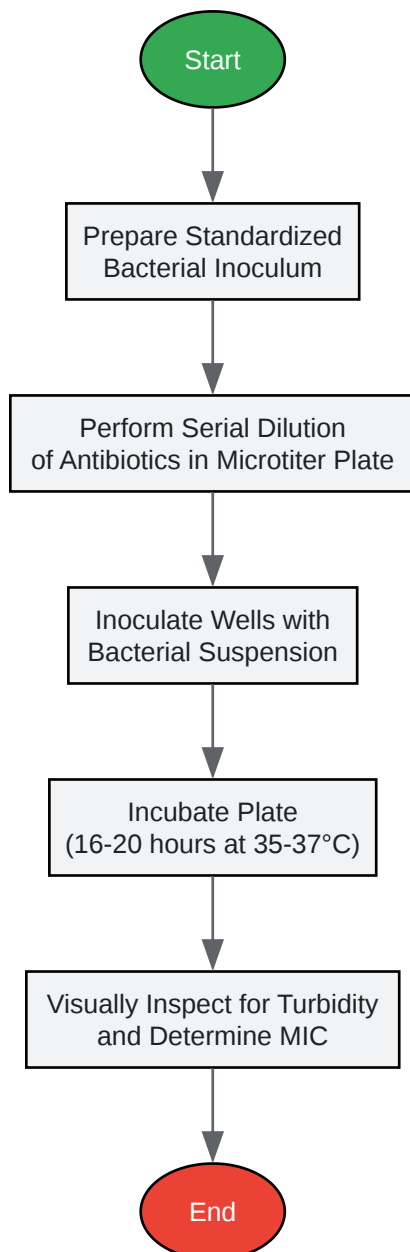 Start
Prepare Standardized
Bacterial Inoculum
Perform Serial Dilution
of Antibiotics in Microtiter Plate
Inoculate Wells with
Bacterial Suspension
Incubate Plate
(16-20 hours at 35-37°C)
Visually Inspect for Turbidity
and Determine MIC
End